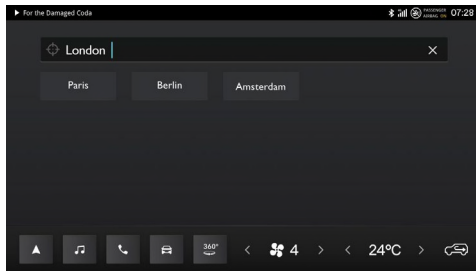 For the Damaged Coda
PASSENGER
AIRBAG ON
07:28
London
Paris Berlin Amsterdam
360°
4
24°C